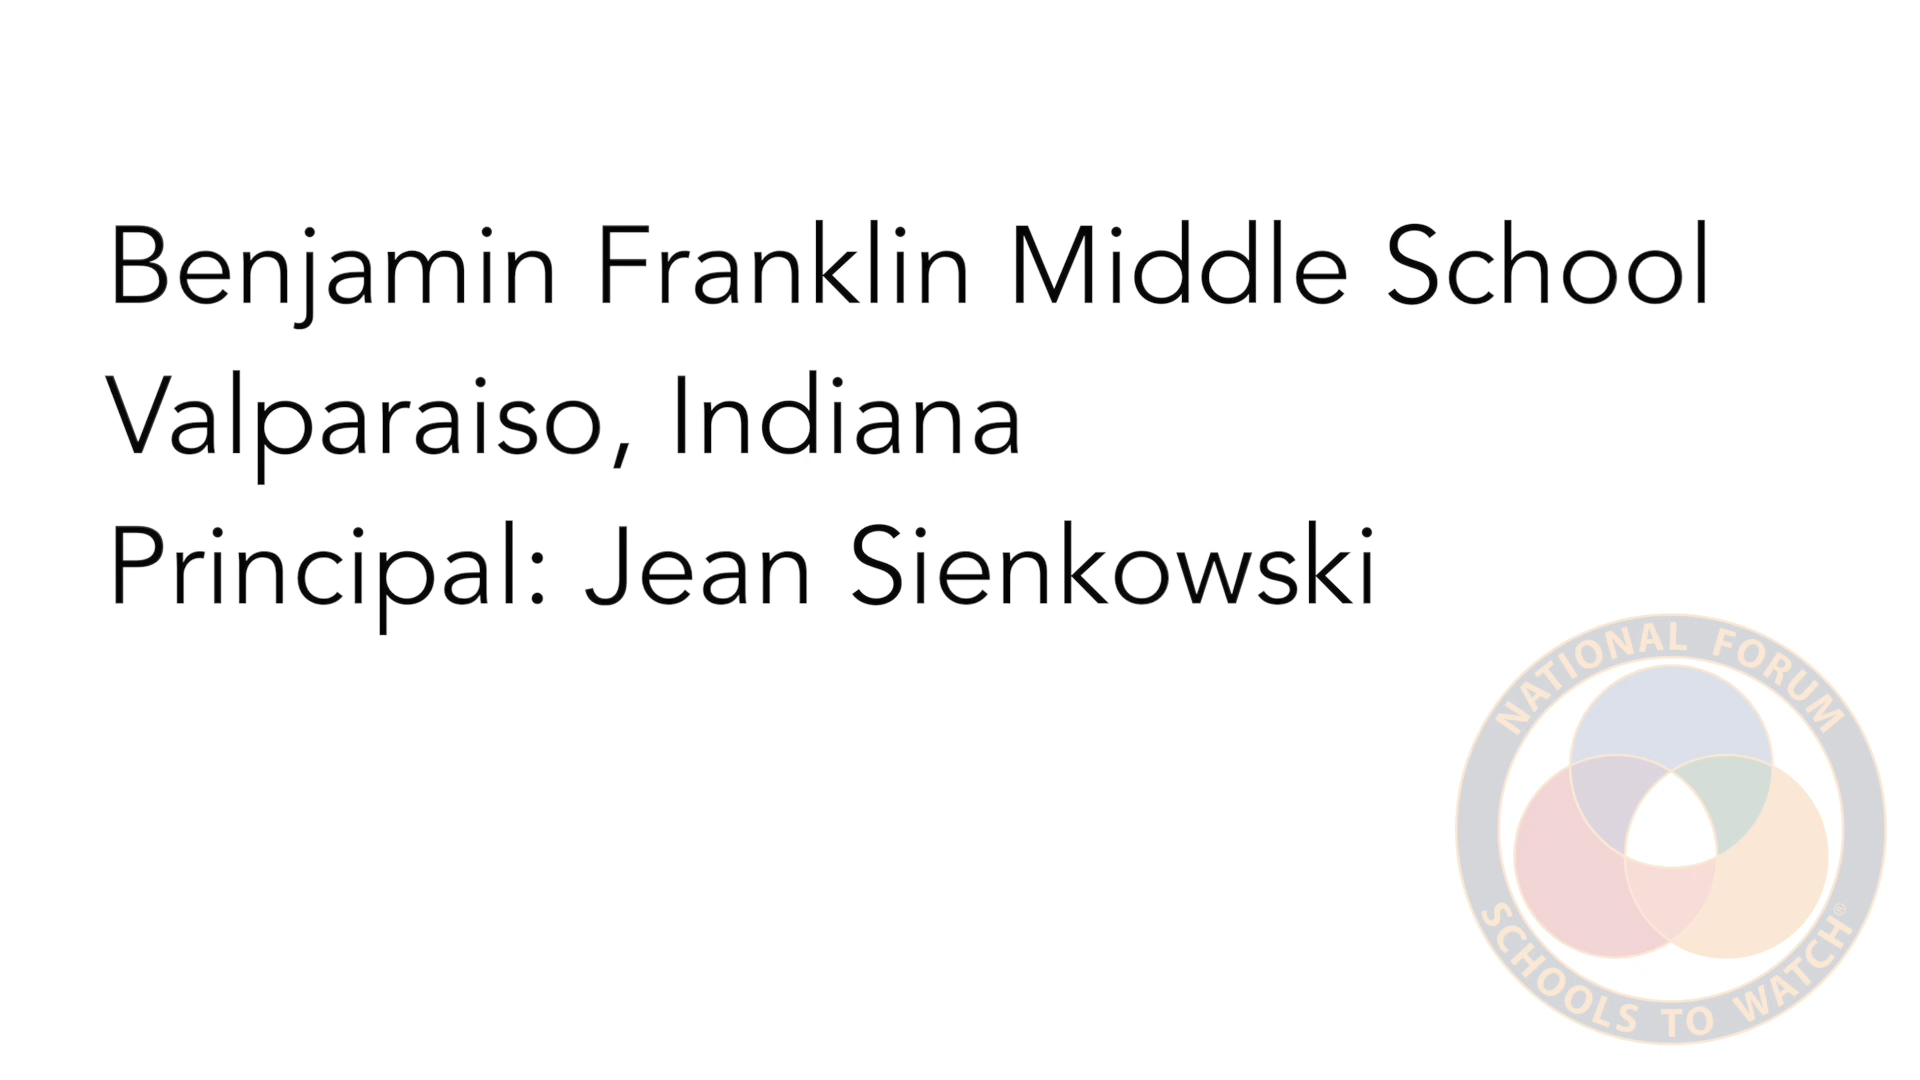 Benjamin Franklin Middle School
Valparaiso, Indiana
Principal: Jean Sienkowski
NATIONAL FORUM
SCHOOLS TO WATCH®